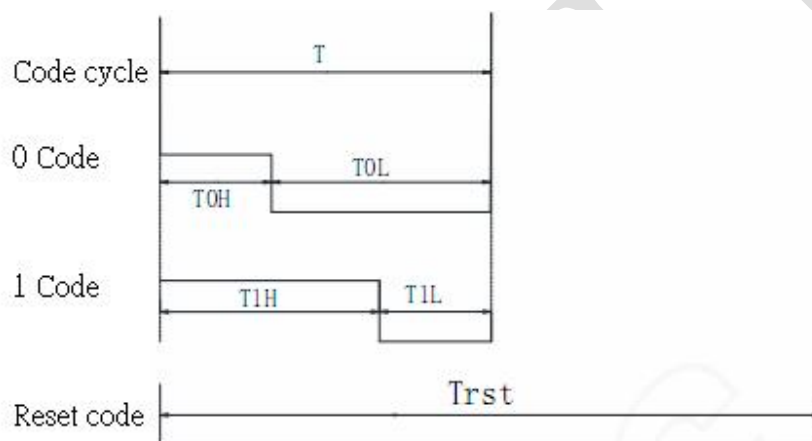 Code cycle
T
0 Code
T0H
T0L
1 Code
T1H
T1L
Reset code
Trst